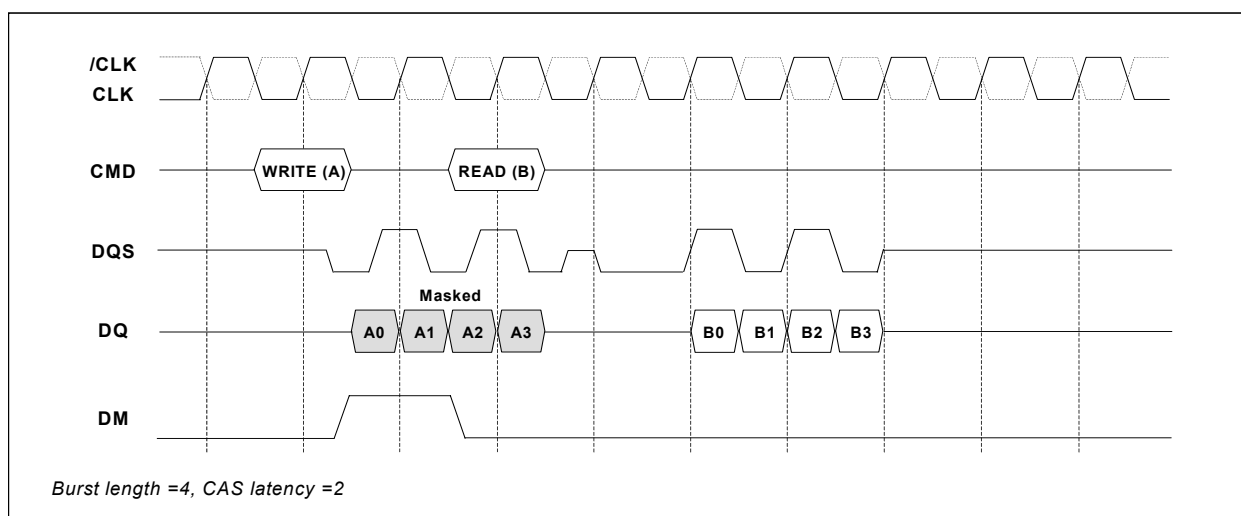 /CLK
CLK
CMD WRITE (A) READ (B)
DQS
Masked
DQ A0 A1 A2 A3 B0 B1 B2 B3
DM
Burst length =4, CAS latency =2